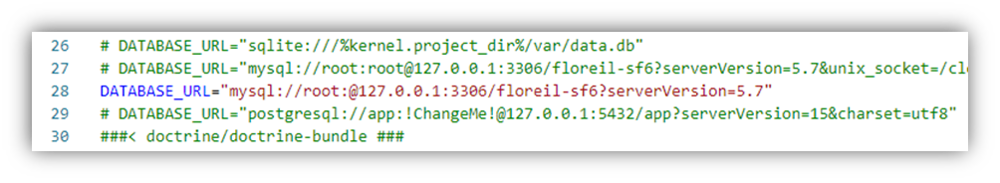 26 # DATABASE_URL="sqlite:///%kernel.project_dir%/var/data.db"
27 # DATABASE_URL="mysql://root:root@127.0.0.1:3306/floreil-sf6?serverVersion=5.7&unix_socket=/clo
28 DATABASE_URL="mysql://root:@127.0.0.1:3306/floreil-sf6?serverVersion=5.7"
29 # DATABASE_URL="postgresql://app:!ChangeMe!@127.0.0.1:5432/app?serverVersion=15&charset=utf8"
30 ###< doctrine/doctrine-bundle ###